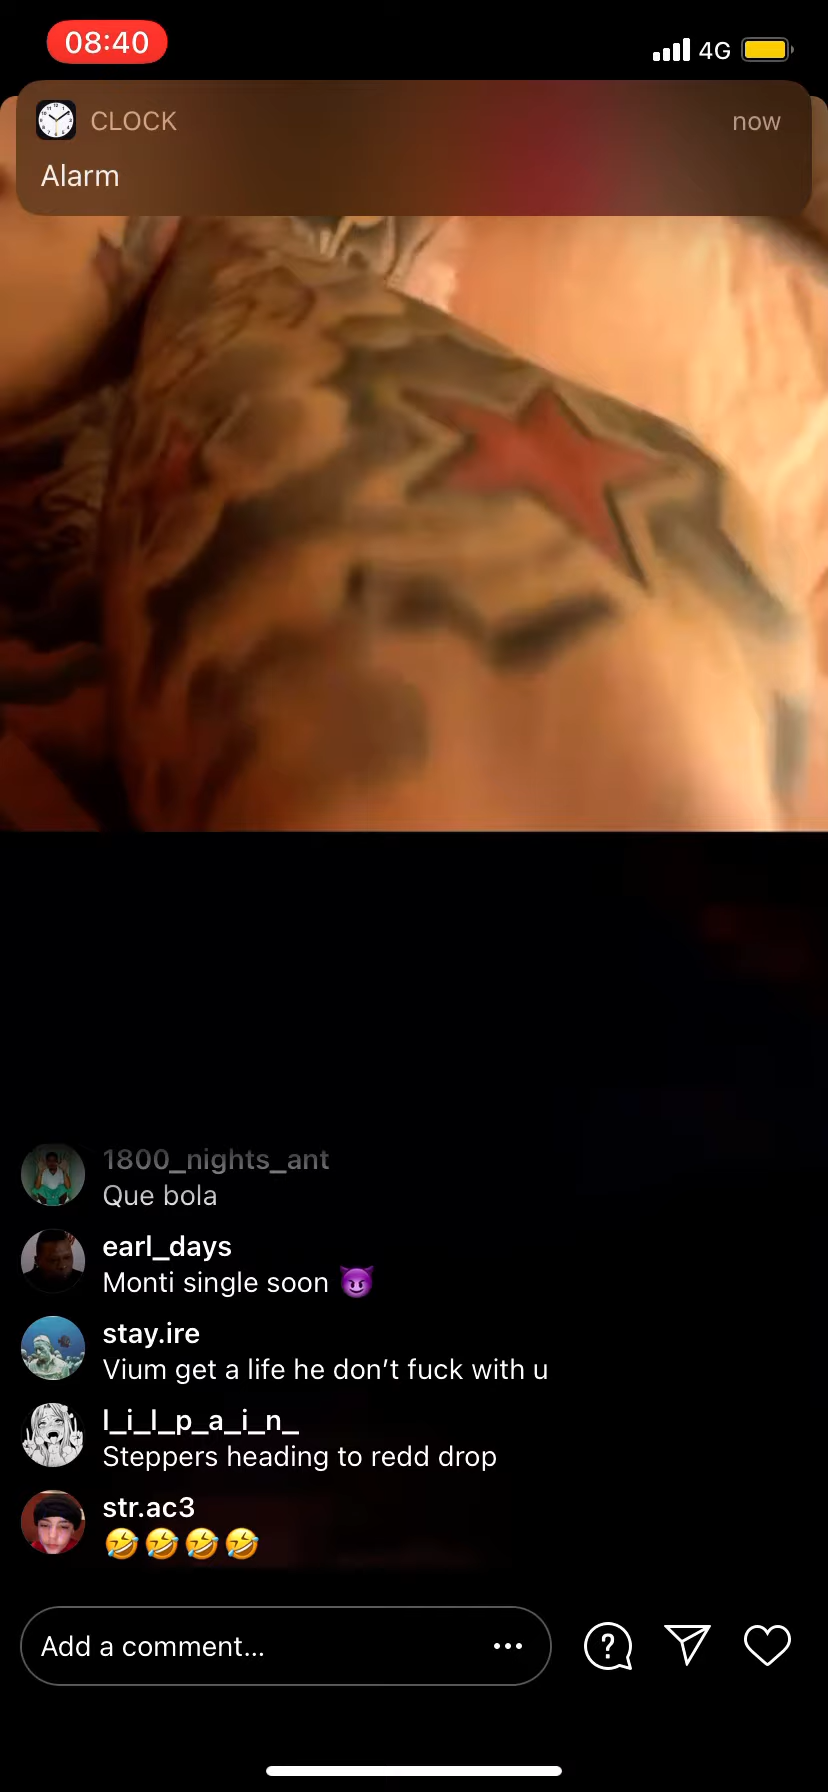 08:40
4G
CLOCK
now
Alarm
1800_nights_ant
Que bola
earl_days
Monti single soon 😈
stay.ire
Vium get a life he don’t fuck with u
l_i_l_p_a_i_n_
Steppers heading to redd drop
str.ac3
🤣🤣🤣🤣
Add a comment...